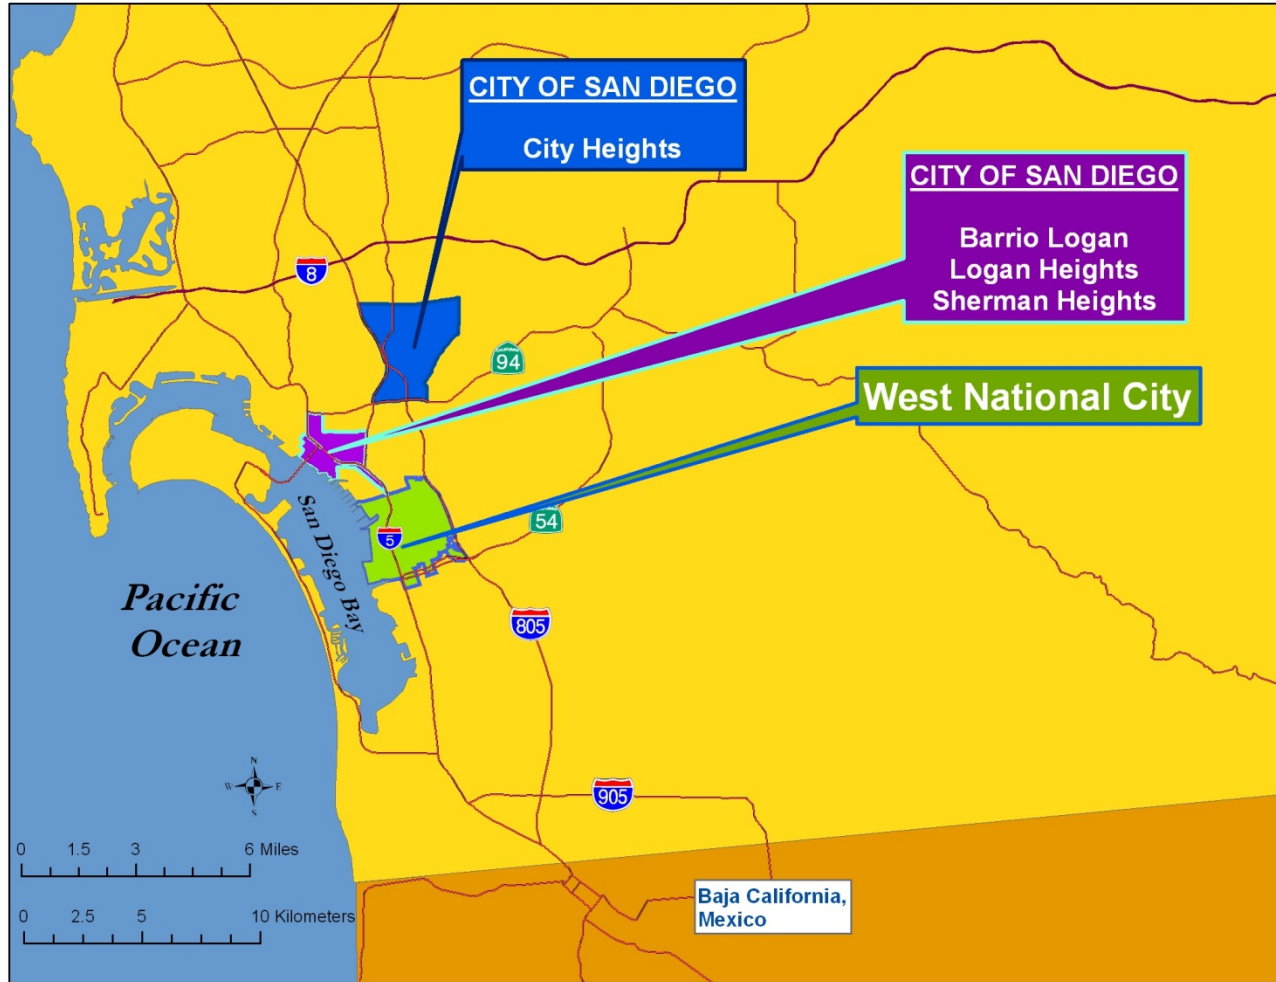 CITY OF SAN DIEGO
City Heights
CITY OF SAN DIEGO
Barrio Logan
Logan Heights
Sherman Heights
8
CALIFORNIA
94
West National City
San Diego Bay
5
54
Pacific
Ocean
805
N
W E
S
905
0 1.5 3 6 Miles
0 2.5 5 10 Kilometers
Baja California,
Mexico